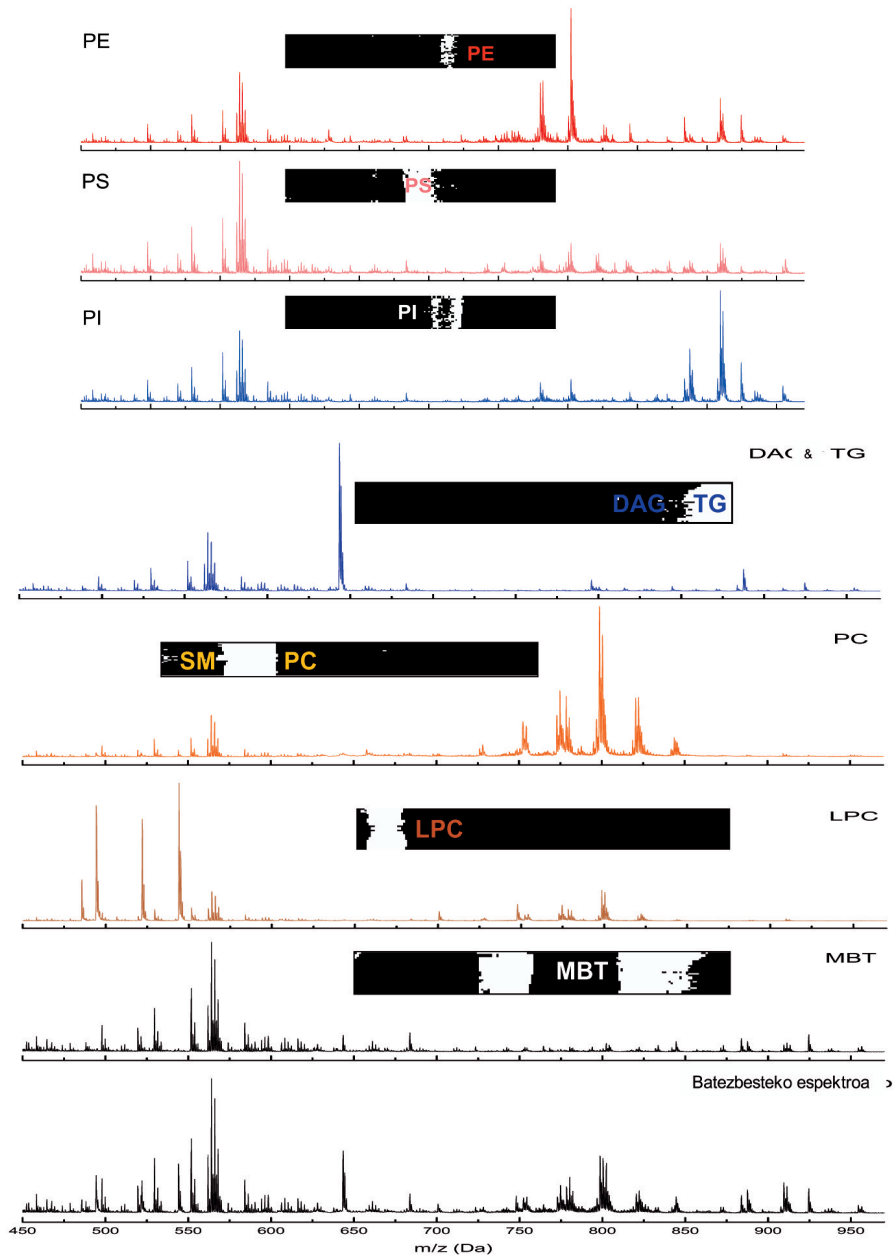 PE
PE
PS
PS
PI
PI
DAG & TG
DAG TG
PC
SM PC
LPC
LPC
MBT
MBT
Batezbesteko espektroa
450 500 550 600 650 700 750 800 850 900 950
m/z (Da)